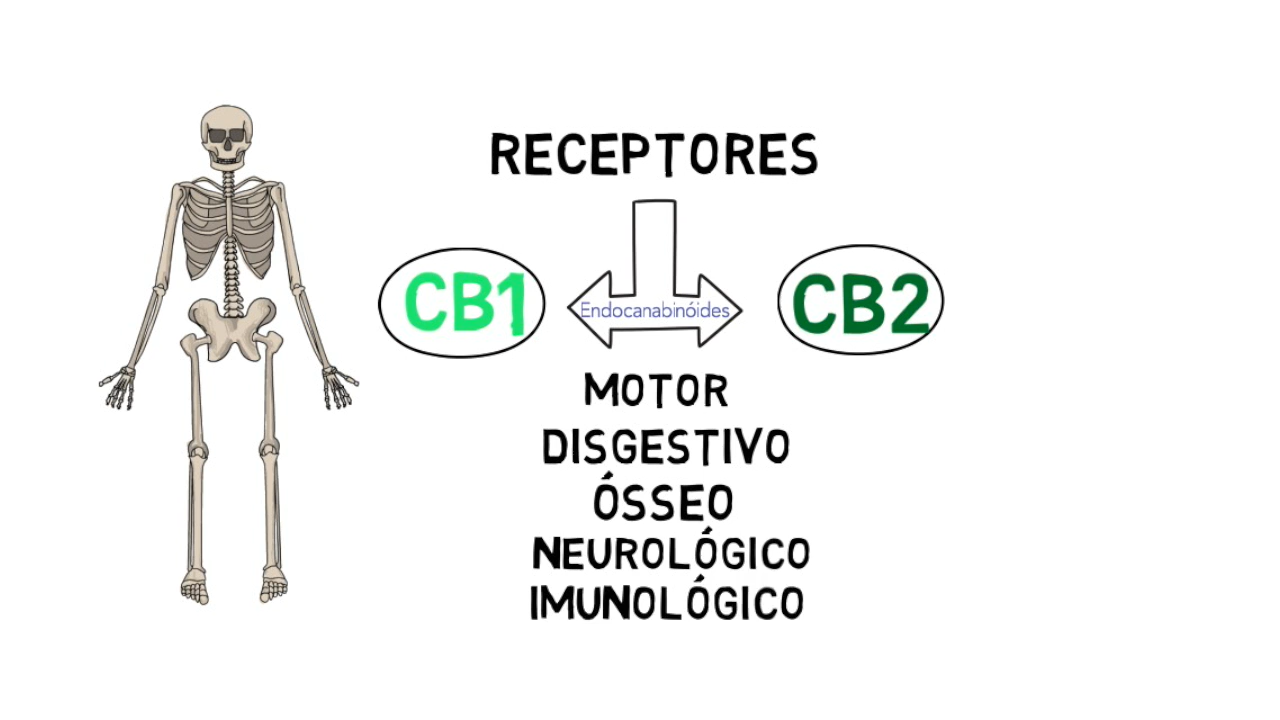 RECEPTORES
CB1
Endocanabinóides
CB2
MOTOR
DISGESTIVO
ÓSSEO
NEUROLÓGICO
IMUNOLÓGICO